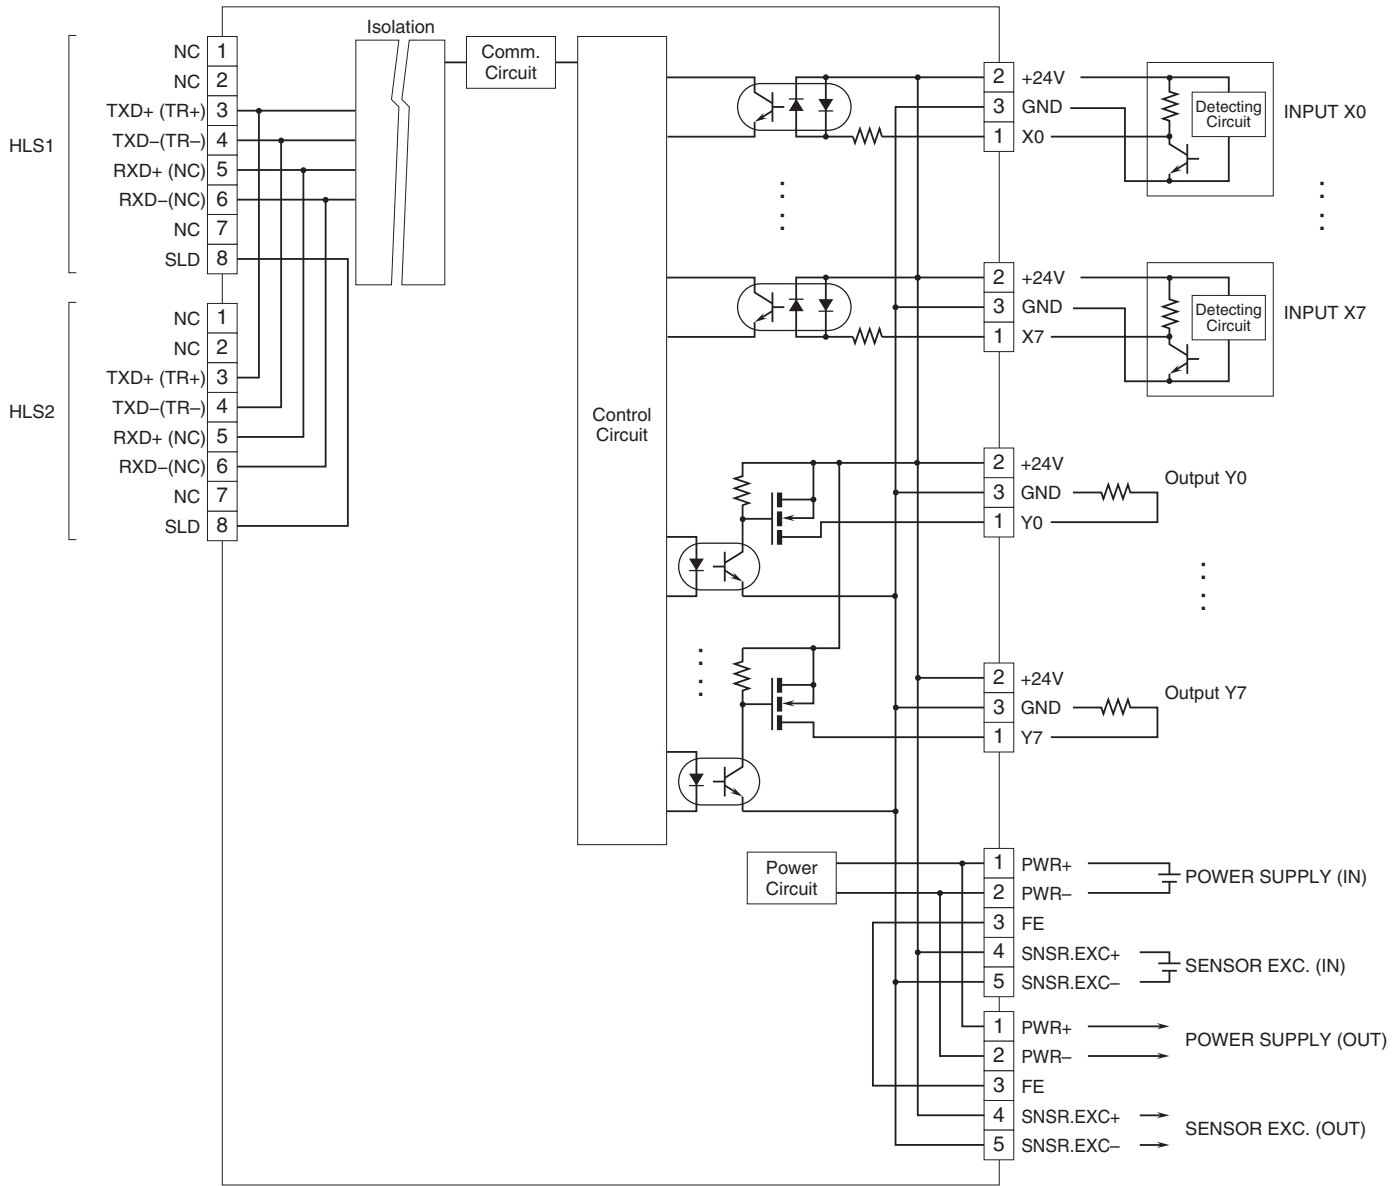 Isolation
Comm.
Circuit
Control
Circuit
HLS1
NC 1
NC 2
TXD+ (TR+) 3
TXD−(TR−) 4
RXD+ (NC) 5
RXD−(NC) 6
NC 7
SLD 8
HLS2
NC 1
NC 2
TXD+ (TR+) 3
TXD−(TR−) 4
RXD+ (NC) 5
RXD−(NC) 6
NC 7
SLD 8
2 +24V
3 GND
1 X0
Detecting
Circuit
INPUT X0
2 +24V
3 GND
1 X7
Detecting
Circuit
INPUT X7
2 +24V
3 GND
1 Y0
Output Y0
2 +24V
3 GND
1 Y7
Output Y7
Power
Circuit
1 PWR+
2 PWR−
POWER SUPPLY (IN)
3 FE
4 SNSR.EXC+
5 SNSR.EXC−
SENSOR EXC. (IN)
1 PWR+
2 PWR−
POWER SUPPLY (OUT)
3 FE
4 SNSR.EXC+
5 SNSR.EXC−
SENSOR EXC. (OUT)